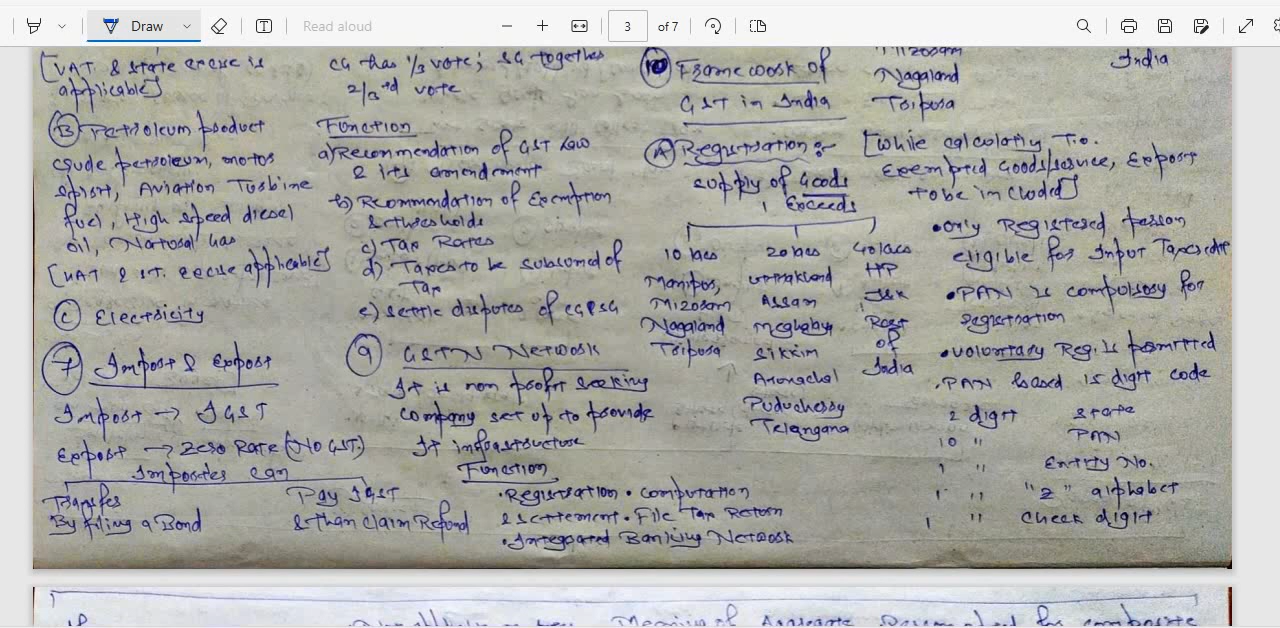 Draw
Read aloud
3
of 7
[VAT & state excise is
applicable]
(B) Petroleum product
crude petroleum, motor
spirit, Aviation Turbine
fuel, High speed diesel
oil, Natural Gas
[VAT & st. excise applicable]
(C) Electricity
(7) Import & Export
Import → IGST
Export → Zero Rate (No GST.)
Importer can
Transfer
By filing a Bond
Pay IGST
& than claim Refund
CG has 1/3 vote; SG together
2/3rd vote
Function
a) Recommendation of GST law
& its amendment
b) Recommendation of Exemption
& thresholds
c) Tax Rates
d) Taxes to be subsumed of
Tax
e) settle disputes of CG & SG
(9) GSTN Network
It is non profit seeking
company set up to provide
It infrastructure
Function
• Registration • computation
& settement • File Tax Return
• Integrated Banking Network
(10) Framework of
GST in India
Mizoram
Nagaland
Tripura
India
(A) Registration :-
supply of Goods
Exceeds
[While calculatiy T.O.
Exempted Goods/service, Export
to be in cluded]
10 lacs
Manipur,
Mizoram
Nagaland
Tripura
20 lacs
Uttrakhand
Assam
Meghalya
Sikkim
Arunachal
Puducherry
Telangana
40 lacs
HP
J&K
Rest
of
India
• only Registered person
eligible for Input Taxcredit
• PAN is compulsory for
registration
• Voluntary Reg. is permitted
• PAN based 15 digit code
2 digit state
10 " PAN
1 " Entity No.
1 " "Z" alphabet
1 " Check digit